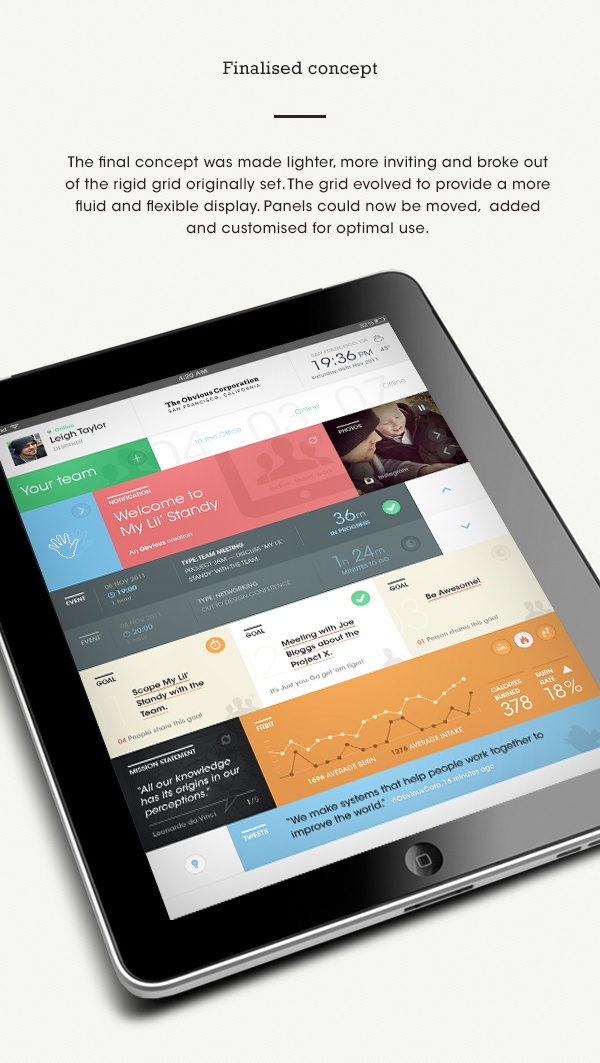 Finalised concept
The final concept was made lighter, more inviting and broke out
of the rigid grid originally set. The grid evolved to provide a more
fluid and flexible display. Panels could now be moved, added
and customised for optimal use.
4:20 AM
92%
Online
Leigh Taylor
DESIGNER
The Obvious Corporation
SAN FRANCISCO, CALIFORNIA
SAN FRANCISCO, CA
19:36 PM
45°
Saturday, 05th Nov 2011
Your team
In the Office
Online
Offline
04 03 07
NOTIFICATION
Welcome to
My Lil' Standy
An Obvious creation
PHOTOS
Instagram
EVENT
06 NOV 2011
19:00
1 hour
TYPE: TEAM MEETING
PROJECT JAM — DISCUSS "MY LIL'
STANDY" WITH THE TEAM.
36m
IN PROGRESS
EVENT
06 NOV 2011
20:00
1 hour
TYPE: NETWORKING
OUT TO DESIGN CONFERENCE
1h 24m
MINUTES TO GO
GOAL
Scope My Lil'
Standy with the
Team.
04 People share this goal
GOAL
2
Meeting with Joe
Bloggs about the
Project X.
It's Just you. Go get 'em tiger!
GOAL
Be Awesome!
01 Person shares this goal
MISSION STATEMENT
"All our knowledge
has its origins in our
perceptions."
Leonardo da Vinci
1/5
FITBIT
1696 AVERAGE BURN
1276 AVERAGE INTAKE
CALORIES
BURNED
378
BURN
RATE
18%
TWEETS
"We make systems that help people work together to
improve the world." @ObviousCorp, 16 minutes ago